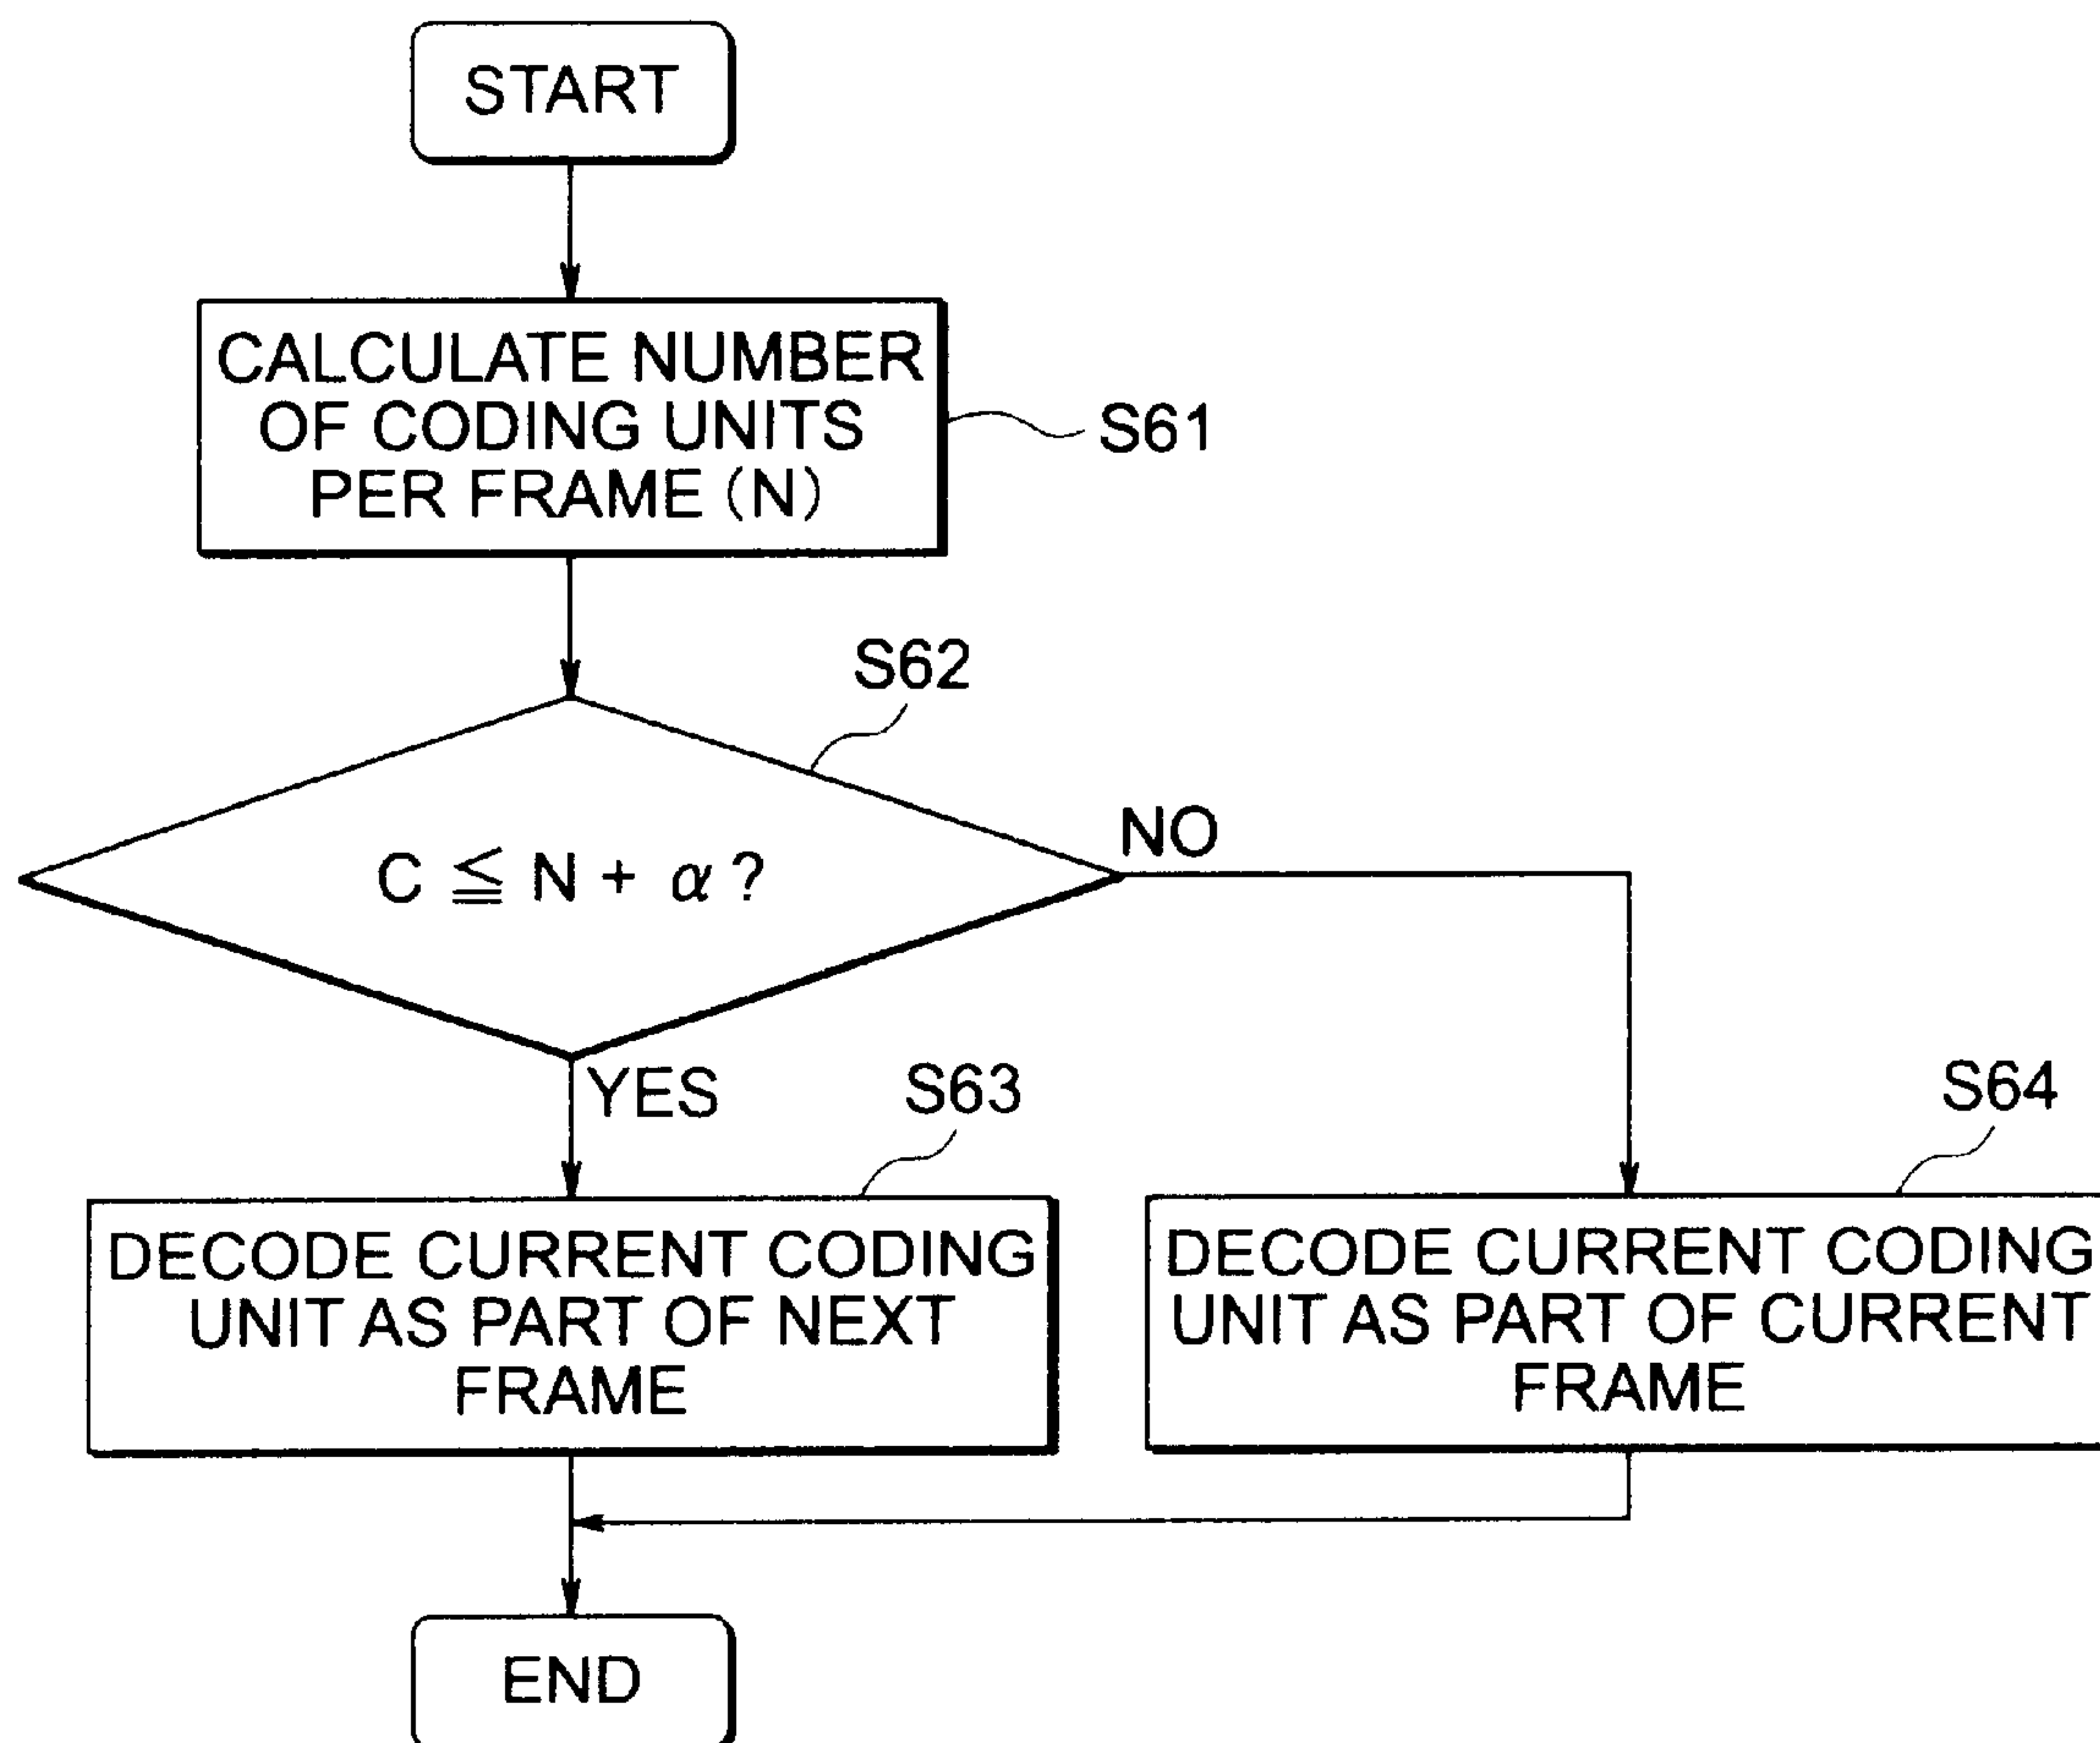 START
CALCULATE NUMBER
OF CODING UNITS
PER FRAME (N)
S61
S62
C ≦ N + α ?
NO
YES
S63
S64
DECODE CURRENT CODING
UNIT AS PART OF NEXT
FRAME
DECODE CURRENT CODING
UNIT AS PART OF CURRENT
FRAME
END